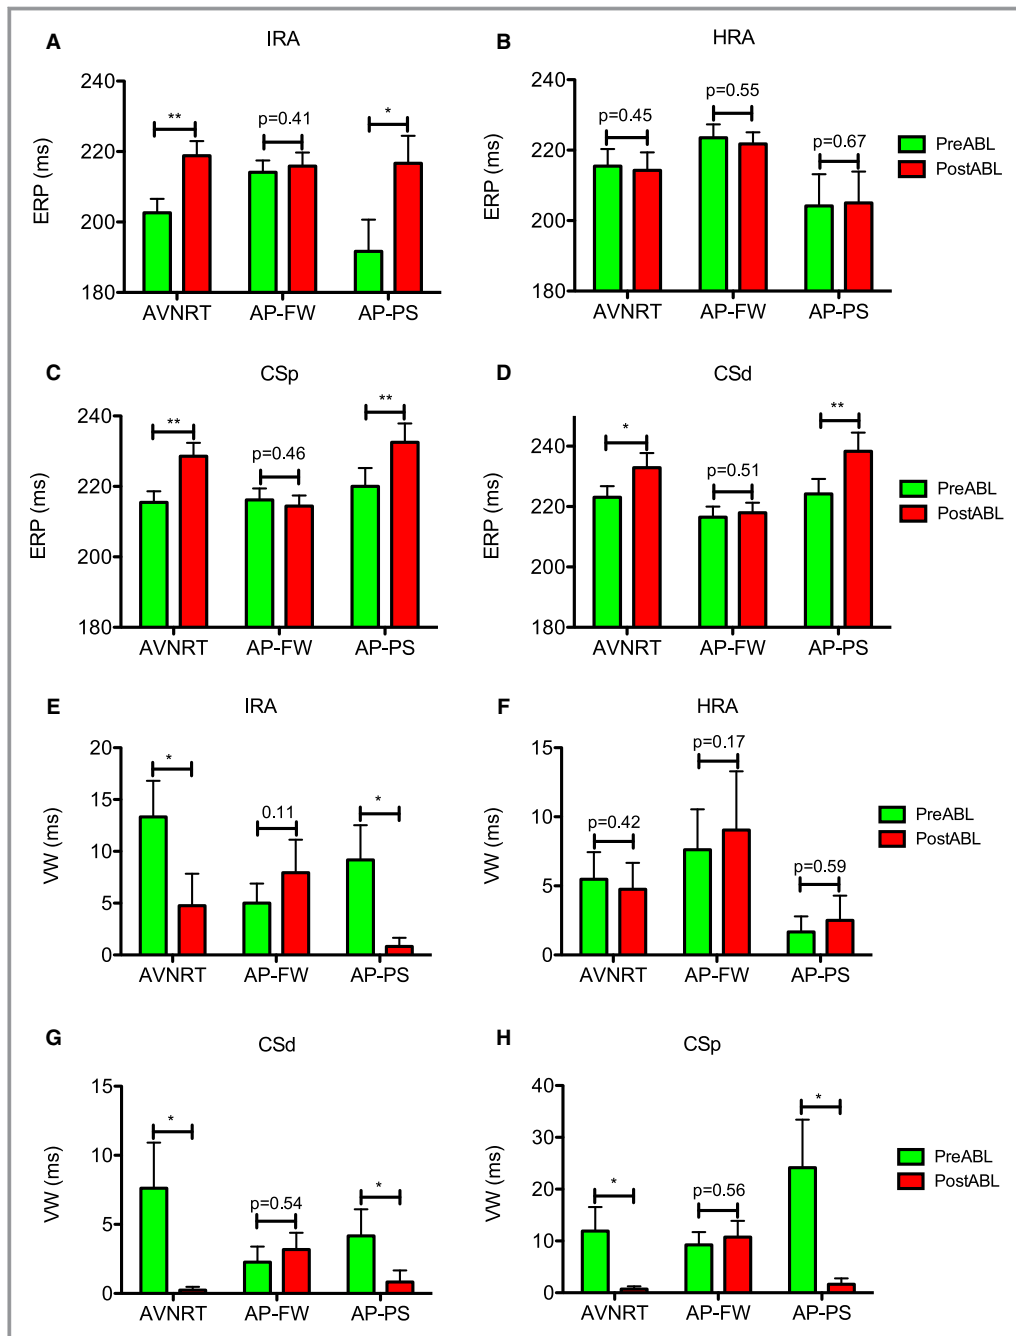 A
IRA
ERP (ms)
240
220
200
180
**
p=0.41
*
AVNRT
AP-FW
AP-PS
B
HRA
ERP (ms)
240
220
200
180
p=0.45
p=0.55
p=0.67
AVNRT
AP-FW
AP-PS
PreABL
PostABL
C
CSp
ERP (ms)
240
220
200
180
**
p=0.46
**
AVNRT
AP-FW
AP-PS
D
CSd
ERP (ms)
240
220
200
180
*
p=0.51
**
AVNRT
AP-FW
AP-PS
PreABL
PostABL
E
IRA
VW (ms)
20
15
10
5
0
*
0.11
*
AVNRT
AP-FW
AP-PS
F
HRA
VW (ms)
15
10
5
0
p=0.42
p=0.17
p=0.59
AVNRT
AP-FW
AP-PS
PreABL
PostABL
G
CSd
VW (ms)
15
10
5
0
*
p=0.54
*
AVNRT
AP-FW
AP-PS
H
CSp
VW (ms)
40
30
20
10
0
*
p=0.56
*
AVNRT
AP-FW
AP-PS
PreABL
PostABL